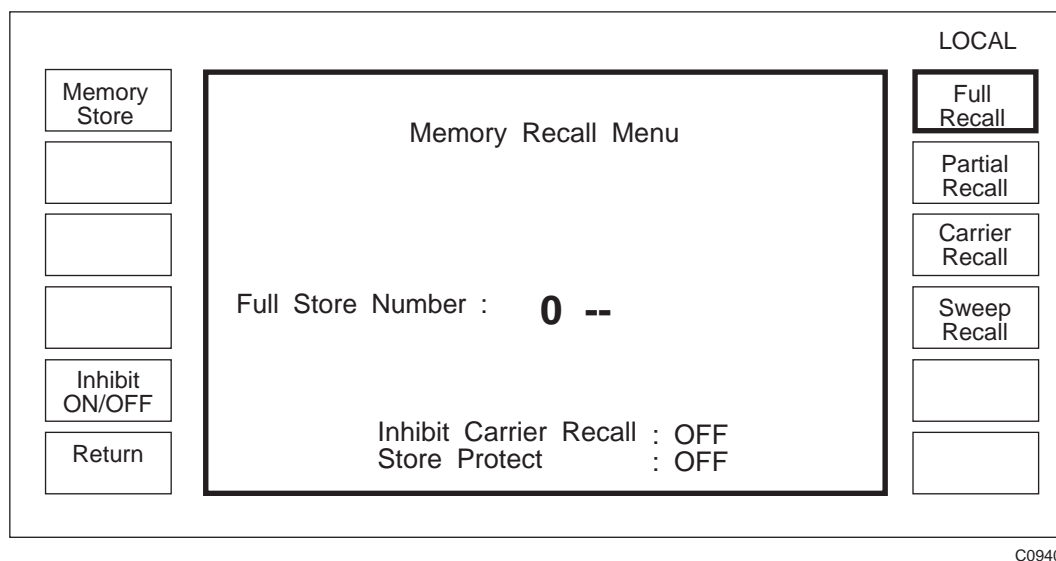 LOCAL
Memory
Store
Full
Recall
Memory Recall Menu
Partial
Recall
Carrier
Recall
Full Store Number : 0 --
Sweep
Recall
Inhibit
ON/OFF
Inhibit Carrier Recall : OFF
Store Protect : OFF
Return
C0940